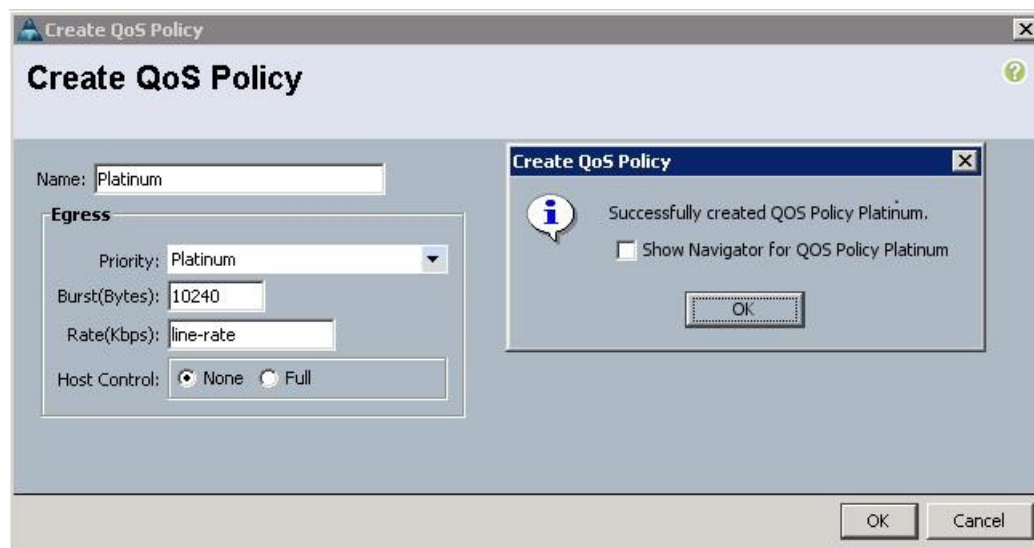 Create QoS Policy
Create QoS Policy
Name: Platinum
Egress
Priority: Platinum
Burst(Bytes): 10240
Rate(Kbps): line-rate
Host Control: None Full
Create QoS Policy
Successfully created QOS Policy Platinum.
Show Navigator for QOS Policy Platinum
OK
OK Cancel